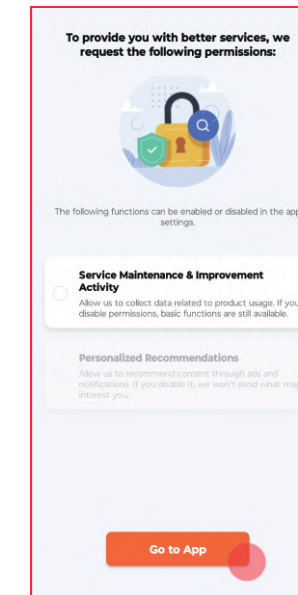 To provide you with better services, we
request the following permissions:
The following functions can be enabled or disabled in the app
settings.
Service Maintenance & Improvement
Activity
Allow us to collect data related to product usage. If you
disable permissions, basic functions are still available.
Personalized Recommendations
Allow us to recommend content through ads and
notifications. If you disable it, we won't send what may
interest you.
Go to App